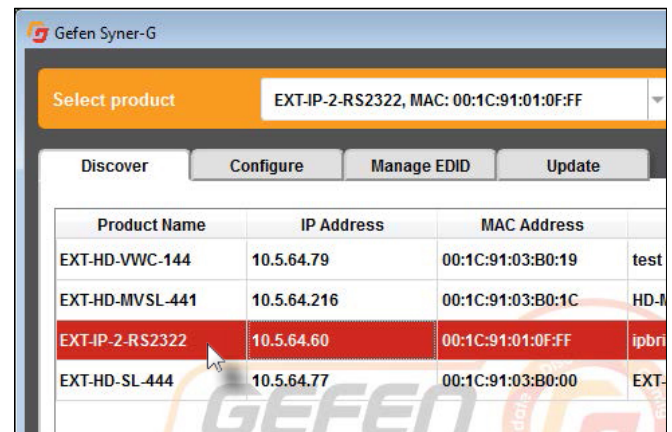 Gefen Syner-G
Select product EXT-IP-2-RS2322, MAC: 00:1C:91:01:0F:FF
Discover Configure Manage EDID Update
Product Name IP Address MAC Address
EXT-HD-VWC-144 10.5.64.79 00:1C:91:03:B0:19 test
EXT-HD-MVSL-441 10.5.64.216 00:1C:91:03:B0:1C HD-M
EXT-IP-2-RS2322 10.5.64.60 00:1C:91:01:0F:FF ipbri
EXT-HD-SL-444 10.5.64.77 00:1C:91:03:B0:00 EXT-
GEFEN